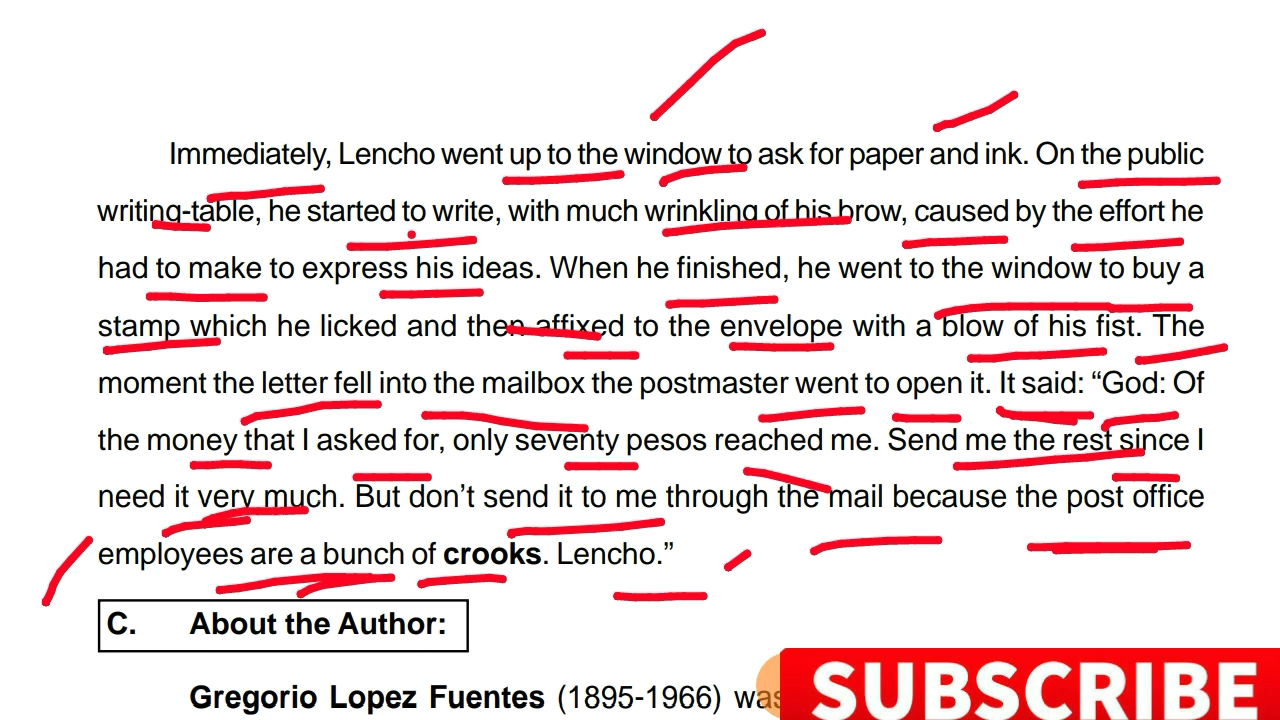 Immediately, Lencho went up to the window to ask for paper and ink. On the public
writing-table, he started to write, with much wrinkling of his brow, caused by the effort he
had to make to express his ideas. When he finished, he went to the window to buy a
stamp which he licked and then affixed to the envelope with a blow of his fist. The
moment the letter fell into the mailbox the postmaster went to open it. It said: “God: Of
the money that I asked for, only seventy pesos reached me. Send me the rest since I
need it very much. But don’t send it to me through the mail because the post office
employees are a bunch of crooks. Lencho.”
C. About the Author:
Gregorio Lopez Fuentes (1895-1966) was
SUBSCRIBE